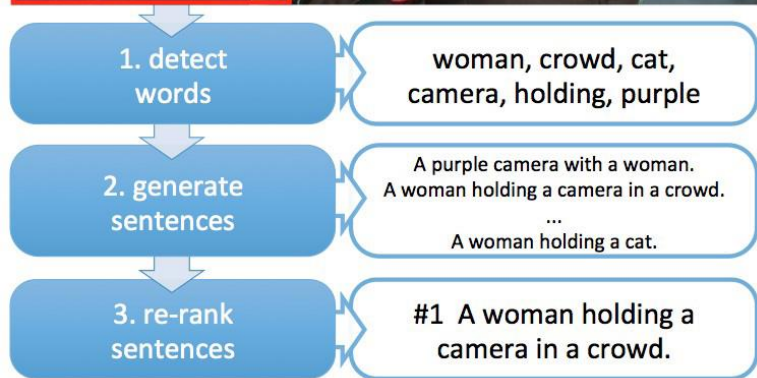 1. detect
words
woman, crowd, cat,
camera, holding, purple
2. generate
sentences
A purple camera with a woman.
A woman holding a camera in a crowd.
...
A woman holding a cat.
3. re-rank
sentences
#1 A woman holding a
camera in a crowd.